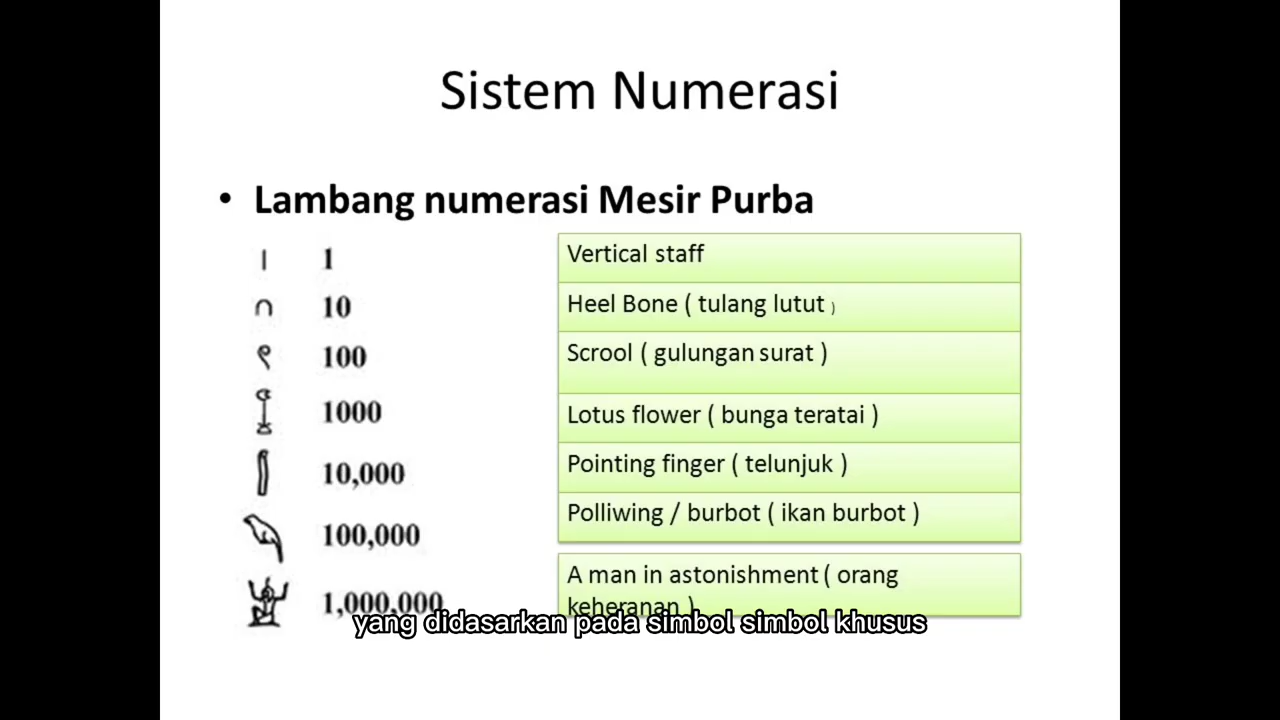 Sistem Numerasi
• Lambang numerasi Mesir Purba
1
Vertical staff
10
Heel Bone ( tulang lutut )
100
Scrool ( gulungan surat )
1000
Lotus flower ( bunga teratai )
10,000
Pointing finger ( telunjuk )
100,000
Polliwing / burbot ( ikan burbot )
1,000,000
A man in astonishment ( orang
keheranan )
yang didasarkan pada simbol simbol khusus